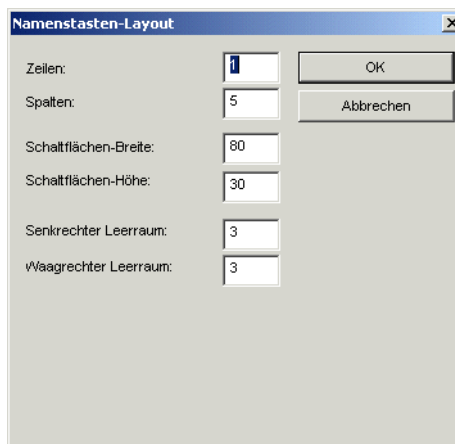 Namenstasten-Layout
Zeilen: 1 OK
Spalten: 5 Abbrechen
Schaltflächen-Breite: 80
Schaltflächen-Höhe: 30
Senkrechter Leerraum: 3
Waagrechter Leerraum: 3